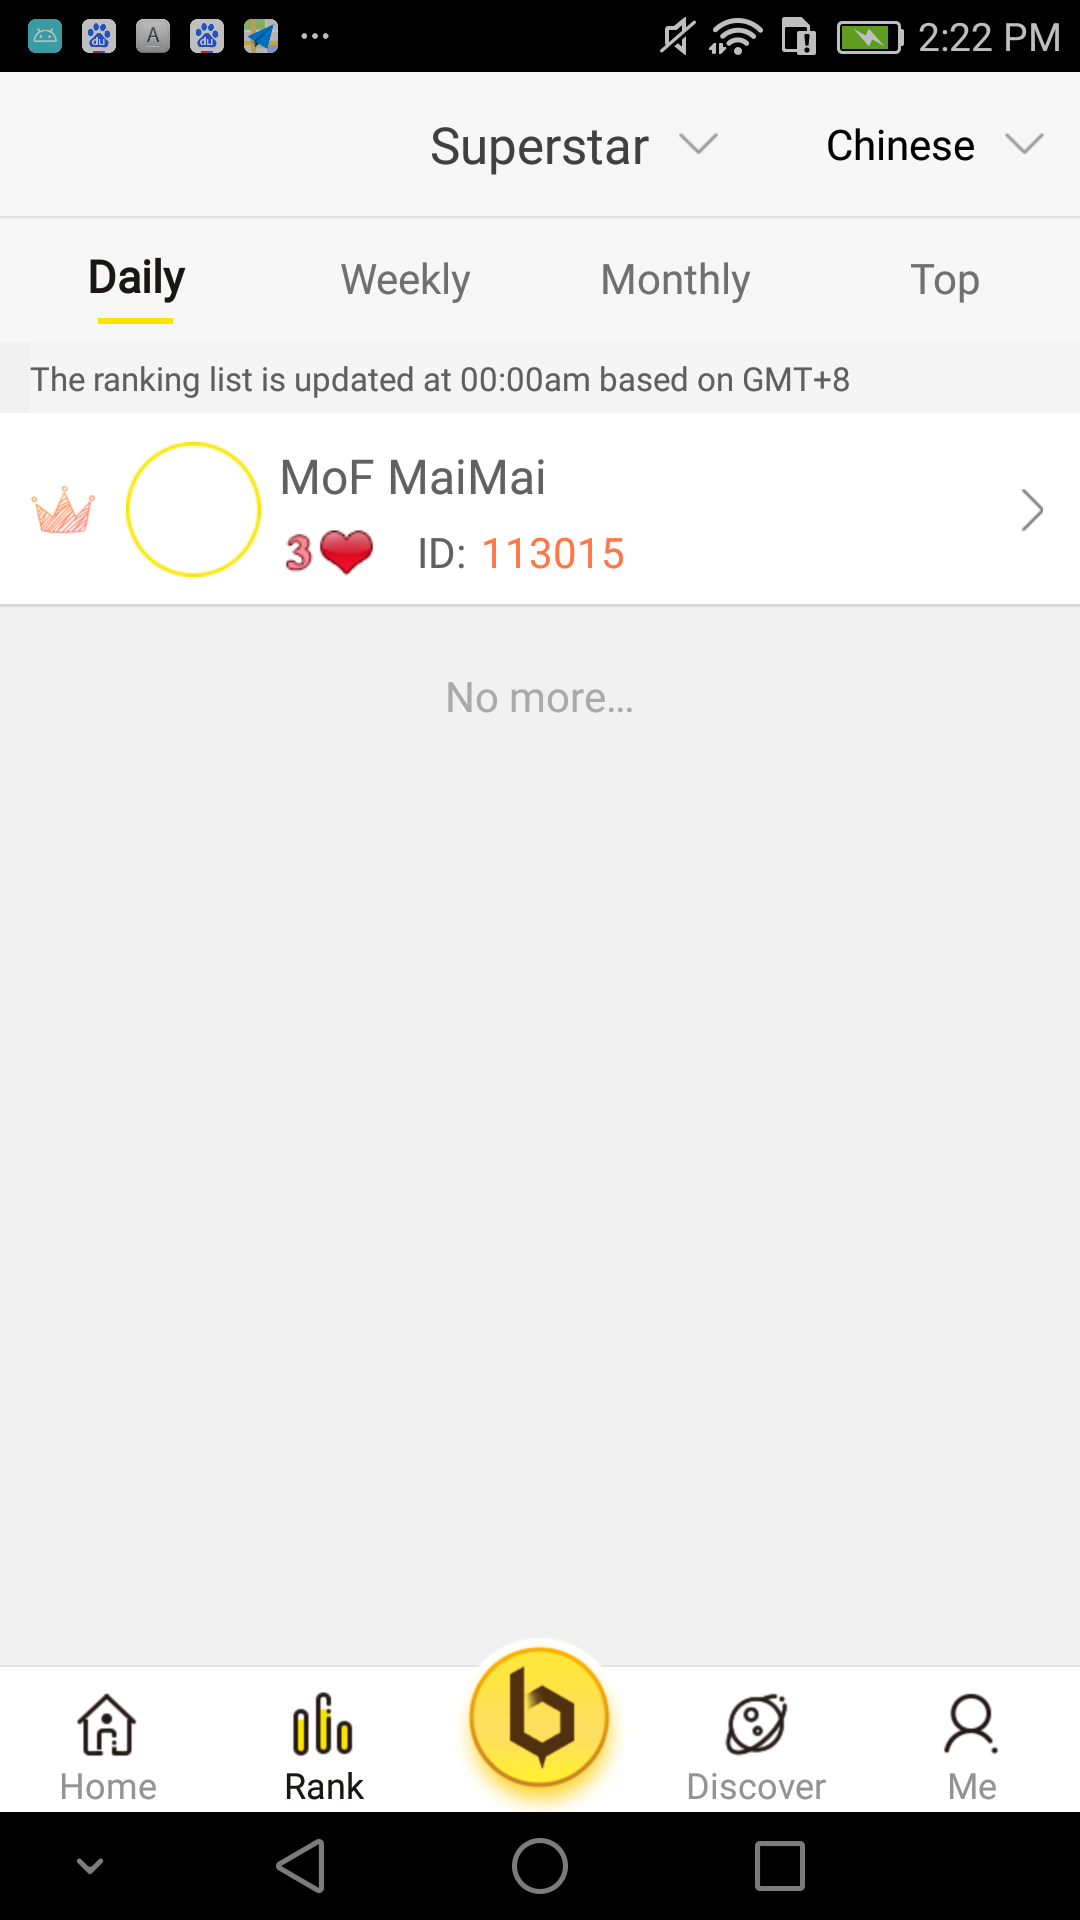 2:22 PM
Superstar Chinese
Daily Weekly Monthly Top
The ranking list is updated at 00:00am based on GMT+8
MoF MaiMai
3 ID: 113015
No more...
Home Rank Discover Me